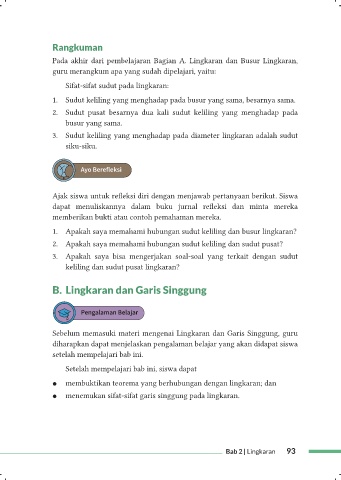 Rangkuman
Pada akhir dari pembelajaran Bagian A. Lingkaran dan Busur Lingkaran,
guru merangkum apa yang sudah dipelajari, yaitu:
Sifat-sifat sudut pada lingkaran:
1. Sudut keliling yang menghadap pada busur yang sama, besarnya sama.
2. Sudut pusat besarnya dua kali sudut keliling yang menghadap pada
busur yang sama.
3. Sudut keliling yang menghadap pada diameter lingkaran adalah sudut
siku-siku.
Ayo Berefleksi
Ajak siswa untuk refleksi diri dengan menjawab pertanyaan berikut. Siswa
dapat menuliskannya dalam buku jurnal refleksi dan minta mereka
memberikan bukti atau contoh pemahaman mereka.
1. Apakah saya memahami hubungan sudut keliling dan busur lingkaran?
2. Apakah saya memahami hubungan sudut keliling dan sudut pusat?
3. Apakah saya bisa mengerjakan soal-soal yang terkait dengan sudut
keliling dan sudut pusat lingkaran?
B. Lingkaran dan Garis Singgung
Pengalaman Belajar
Sebelum memasuki materi mengenai Lingkaran dan Garis Singgung, guru
diharapkan dapat menjelaskan pengalaman belajar yang akan didapat siswa
setelah mempelajari bab ini.
Setelah mempelajari bab ini, siswa dapat
● membuktikan teorema yang berhubungan dengan lingkaran; dan
● menemukan sifat-sifat garis singgung pada lingkaran.
Bab 2 | Lingkaran 93